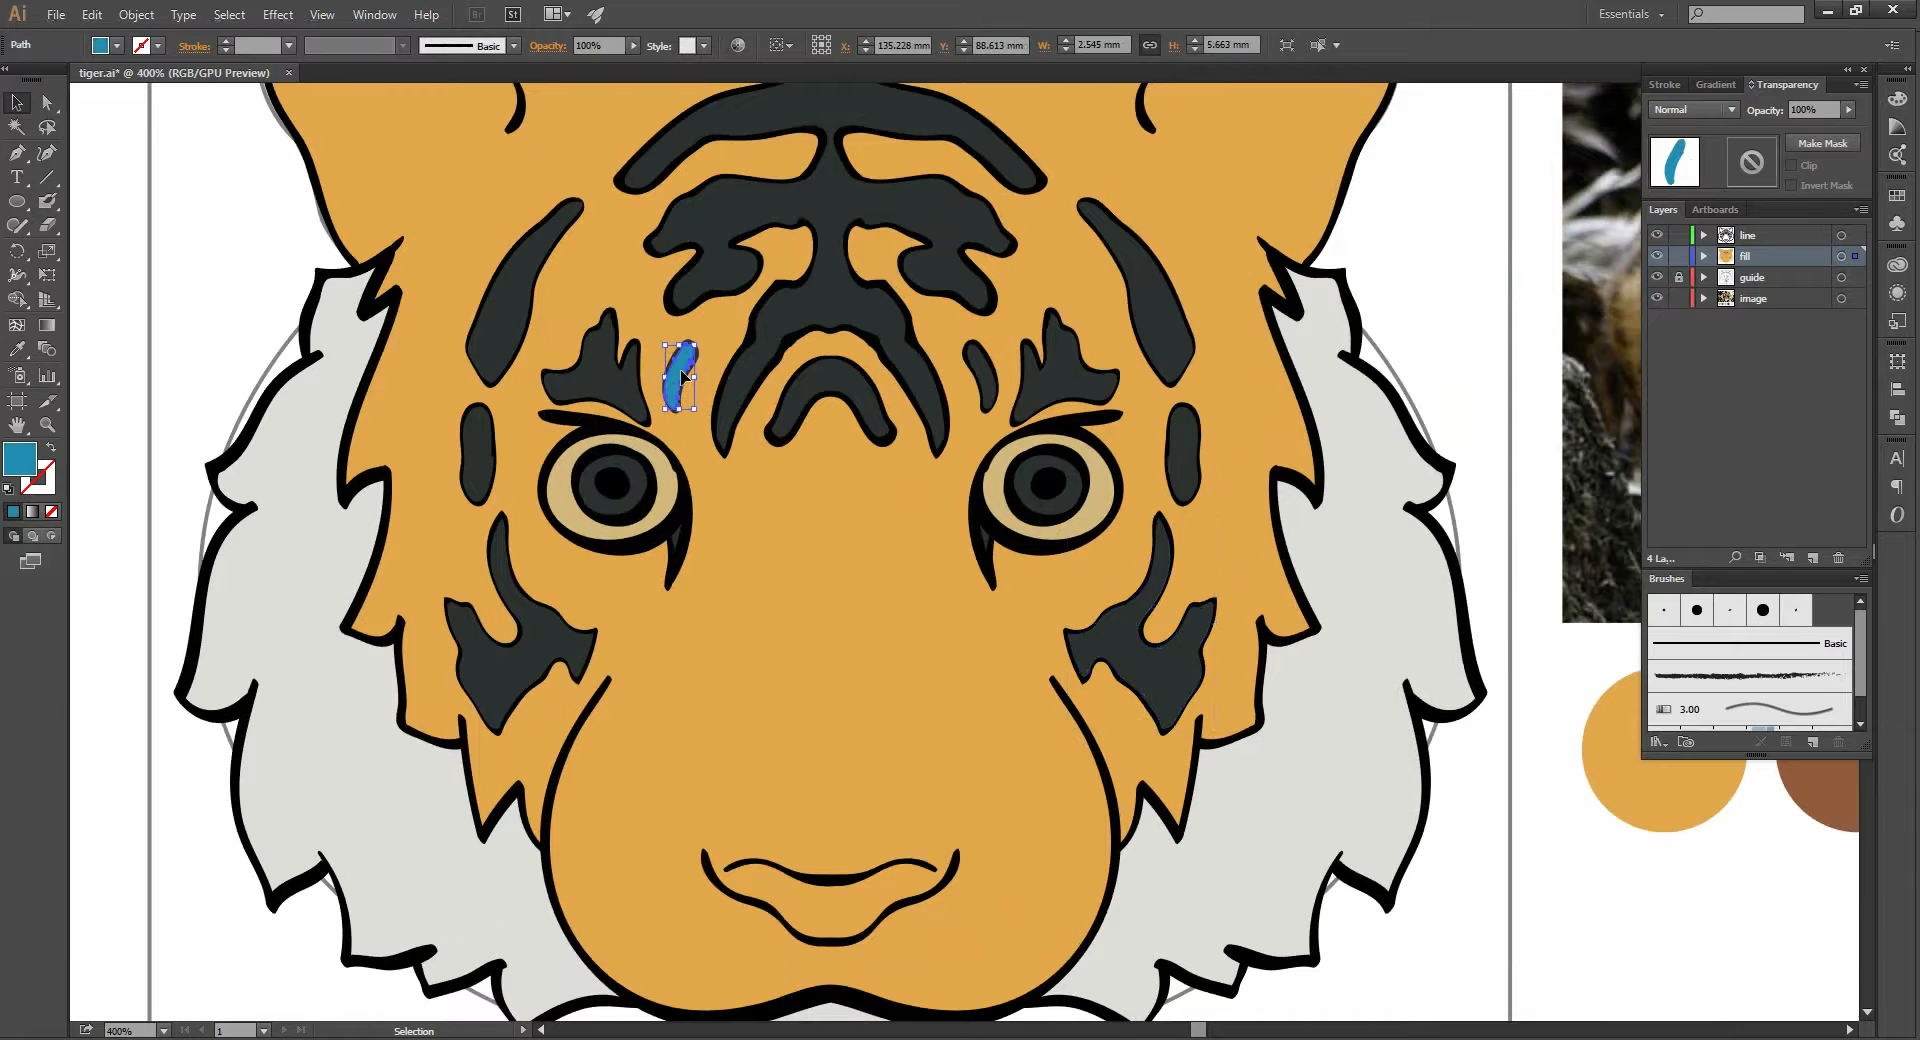 Ai File Edit Object Type Select Effect View Window Help Br St Essentials
Path Stroke: Basic Opacity: 100% Style: X: 135.228 mm Y: 88.613 mm W: 2.545 mm H: 5.663 mm
tiger.ai* @ 400% (RGB/GPU Preview)
Stroke Gradient Transparency
Normal Opacity: 100%
Make Mask
Clip
Invert Mask
Layers Artboards
line
fill
guide
image
4 La...
Brushes
Basic
3.00
400% 1 Selection